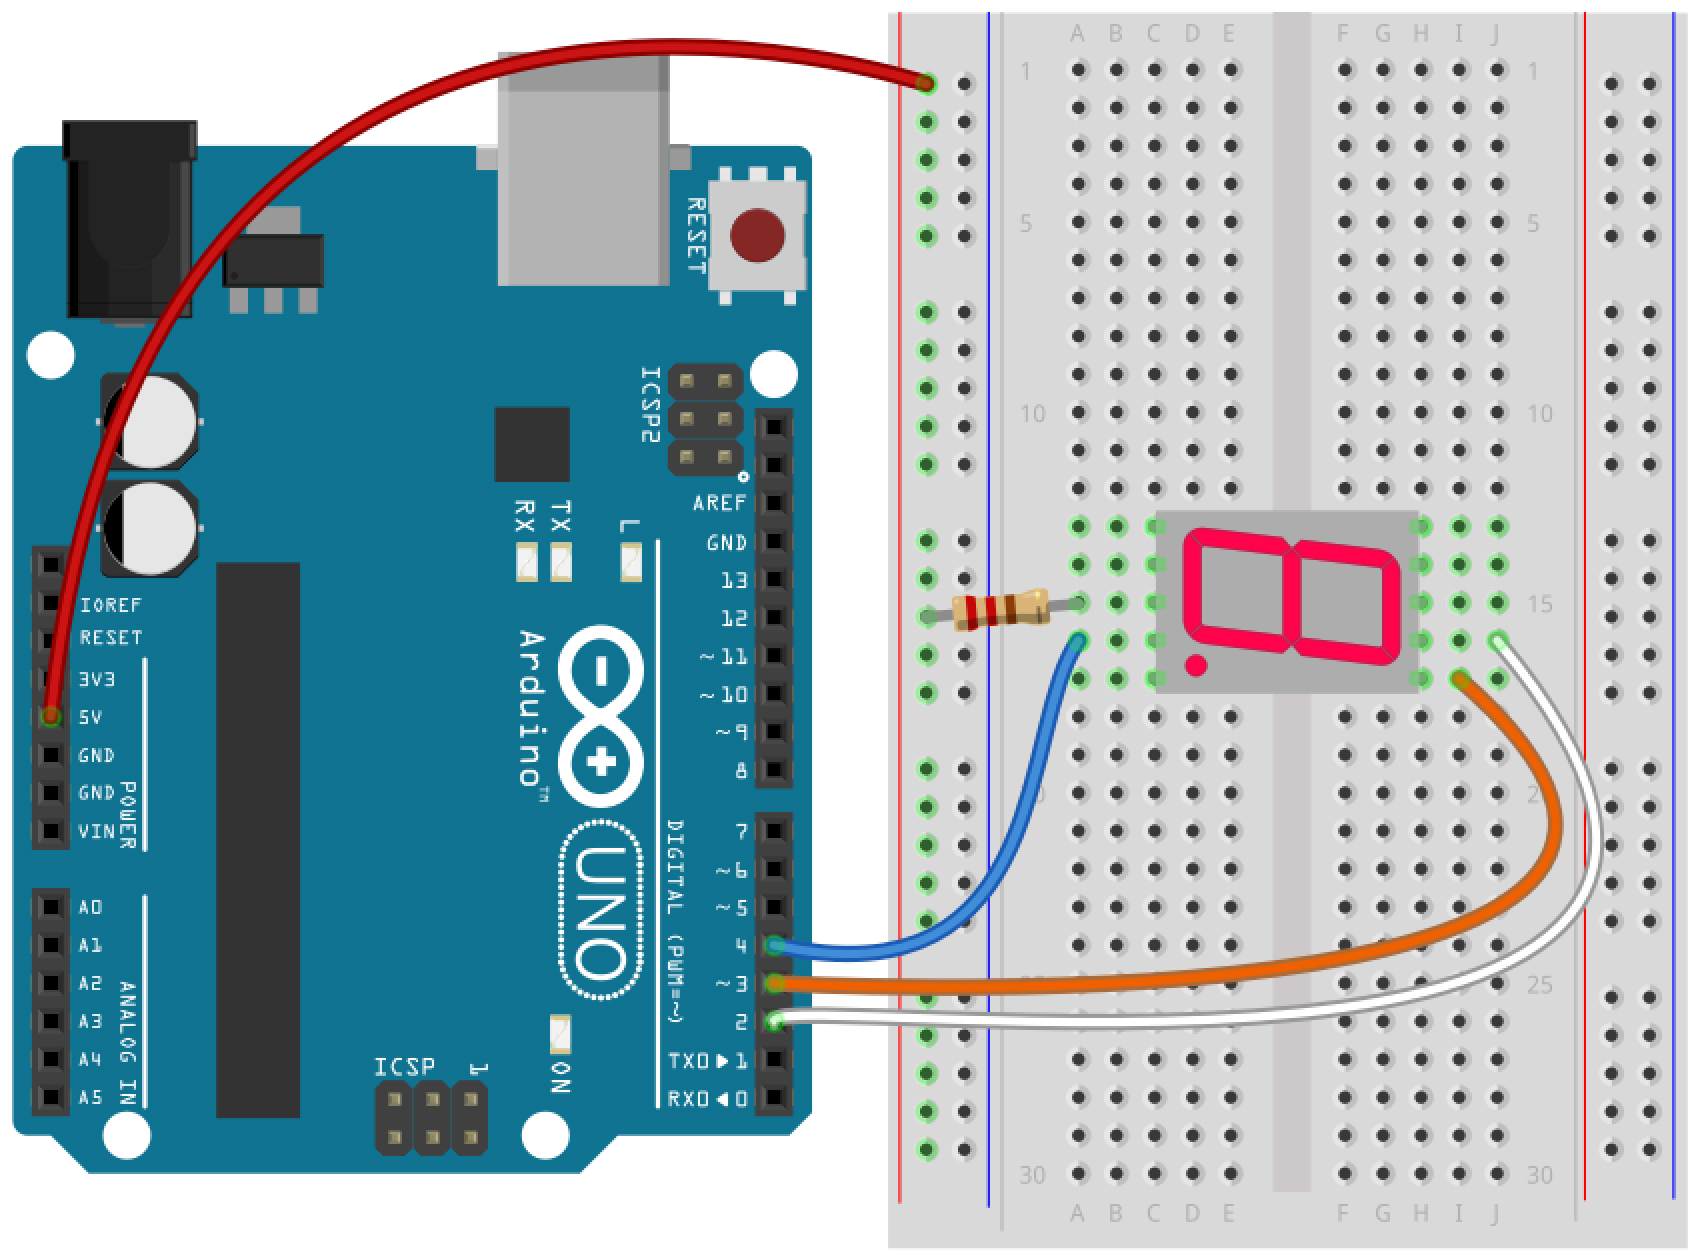 A B C D E F G H I J
1 1
5 5
10 10
15 15
25 25
30 30
A B C D E F G H I J
RESET
ICSP2
RX
TX
L
AREF
GND
13
12
~11
~10
~9
8
7
~6
~5
4
~3
2
TX0▶1
RX0◀0
IOREF
RESET
3V3
5V
GND
GND
VIN
POWER
A0
A1
A2
A3
A4
A5
ANALOG IN
Arduino™
UNO
DIGITAL (PWM=~)
ICSP
1
ON